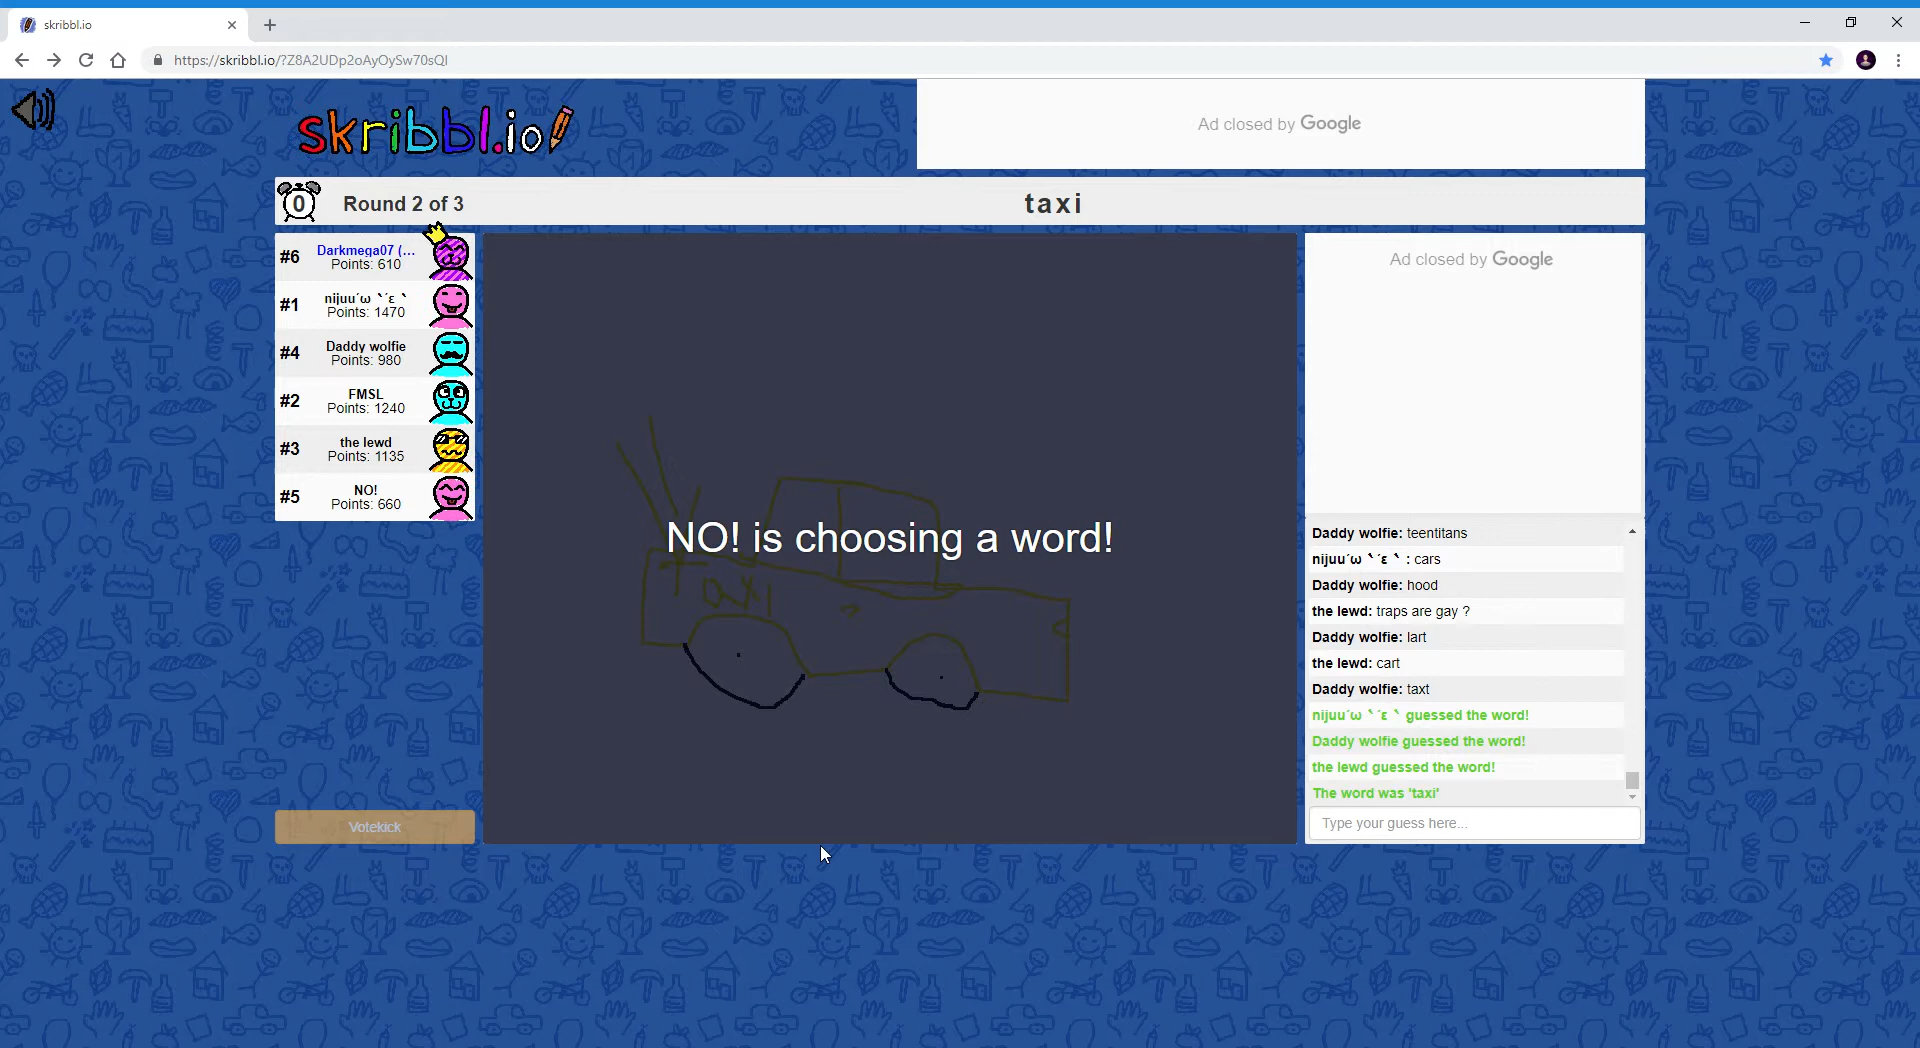 skribbl.io
https://skribbl.io/?Z8A2UDp2oAyOySw70sQI
skribbl.io
Ad closed by Google
0
Round 2 of 3
taxi
#6
Darkmega07 (...
Points: 610
#1
nijuu´ω `´ε `
Points: 1470
#4
Daddy wolfie
Points: 980
#2
FMSL
Points: 1240
#3
the lewd
Points: 1135
#5
NO!
Points: 660
Votekick
NO! is choosing a word!
TAXI
Ad closed by Google
Daddy wolfie: teentitans
nijuu´ω `´ε ` : cars
Daddy wolfie: hood
the lewd: traps are gay ?
Daddy wolfie: lart
the lewd: cart
Daddy wolfie: taxt
nijuu´ω `´ε ` guessed the word!
Daddy wolfie guessed the word!
the lewd guessed the word!
The word was 'taxi'
Type your guess here...